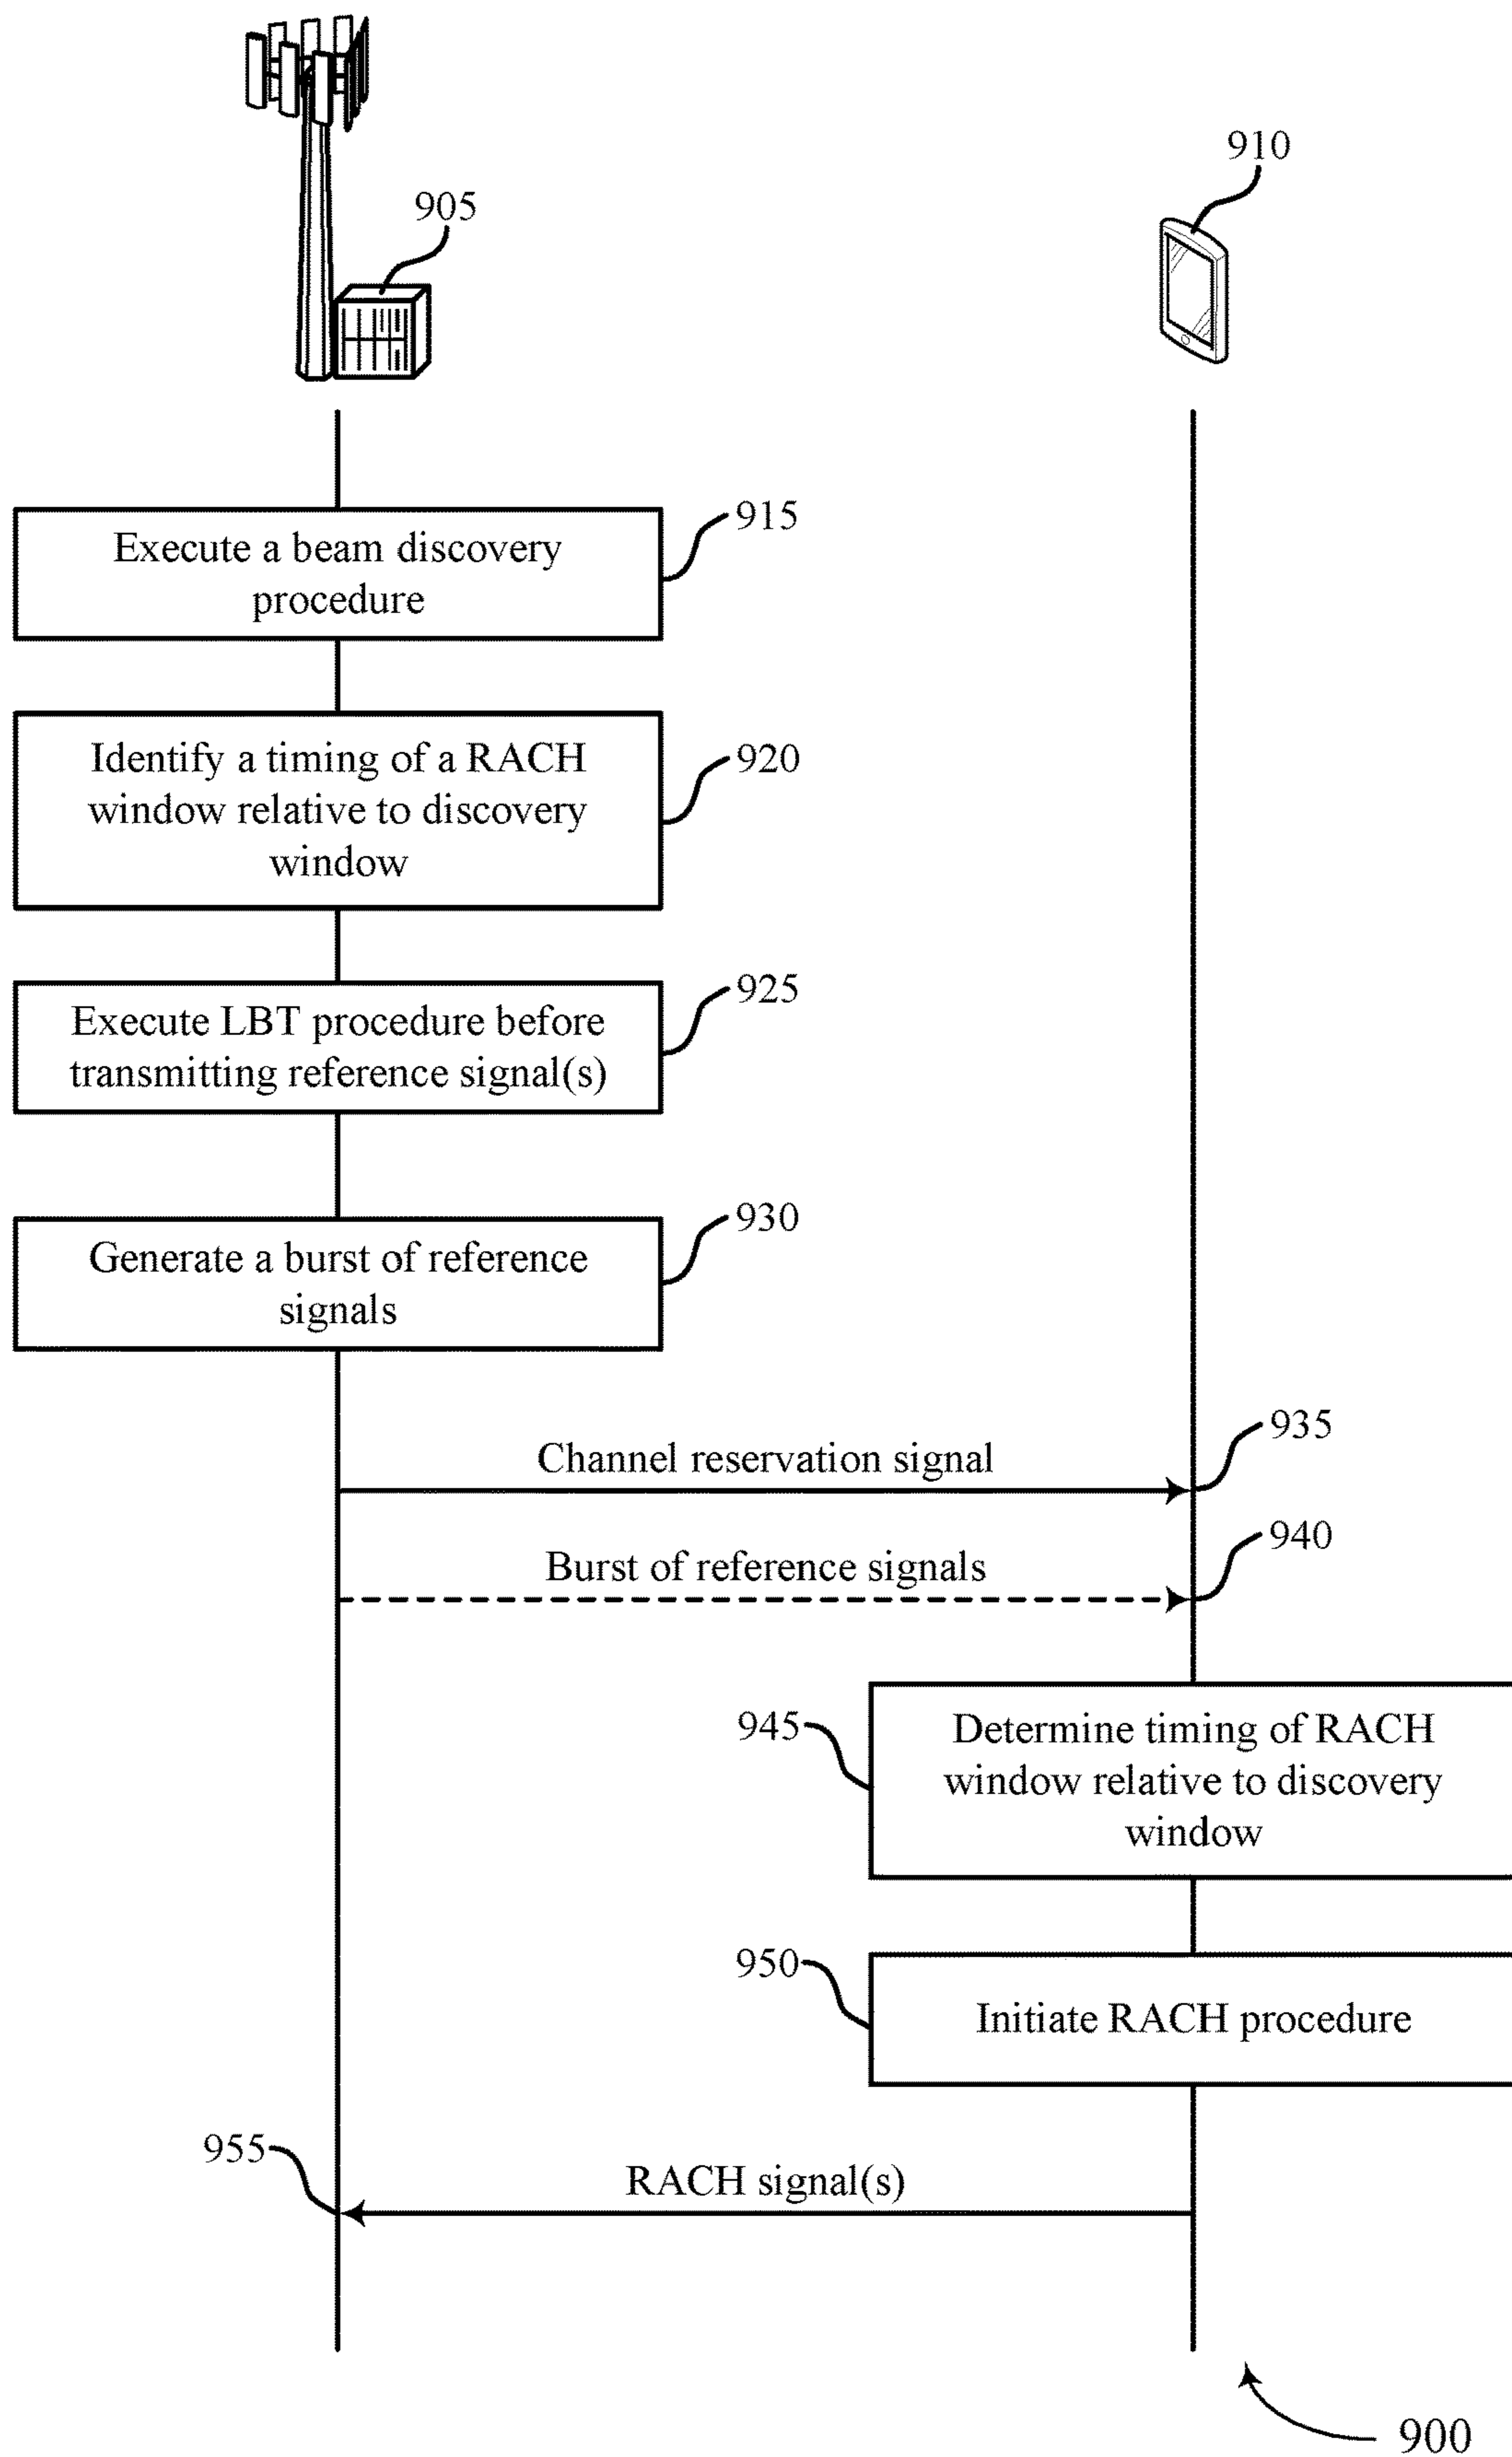 910
905
915
Execute a beam discovery
procedure
920
Identify a timing of a RACH
window relative to discovery
window
925
Execute LBT procedure before
transmitting reference signal(s)
930
Generate a burst of reference
signals
935
Channel reservation signal
940
Burst of reference signals
945
Determine timing of RACH
window relative to discovery
window
950
Initiate RACH procedure
955
RACH signal(s)
900